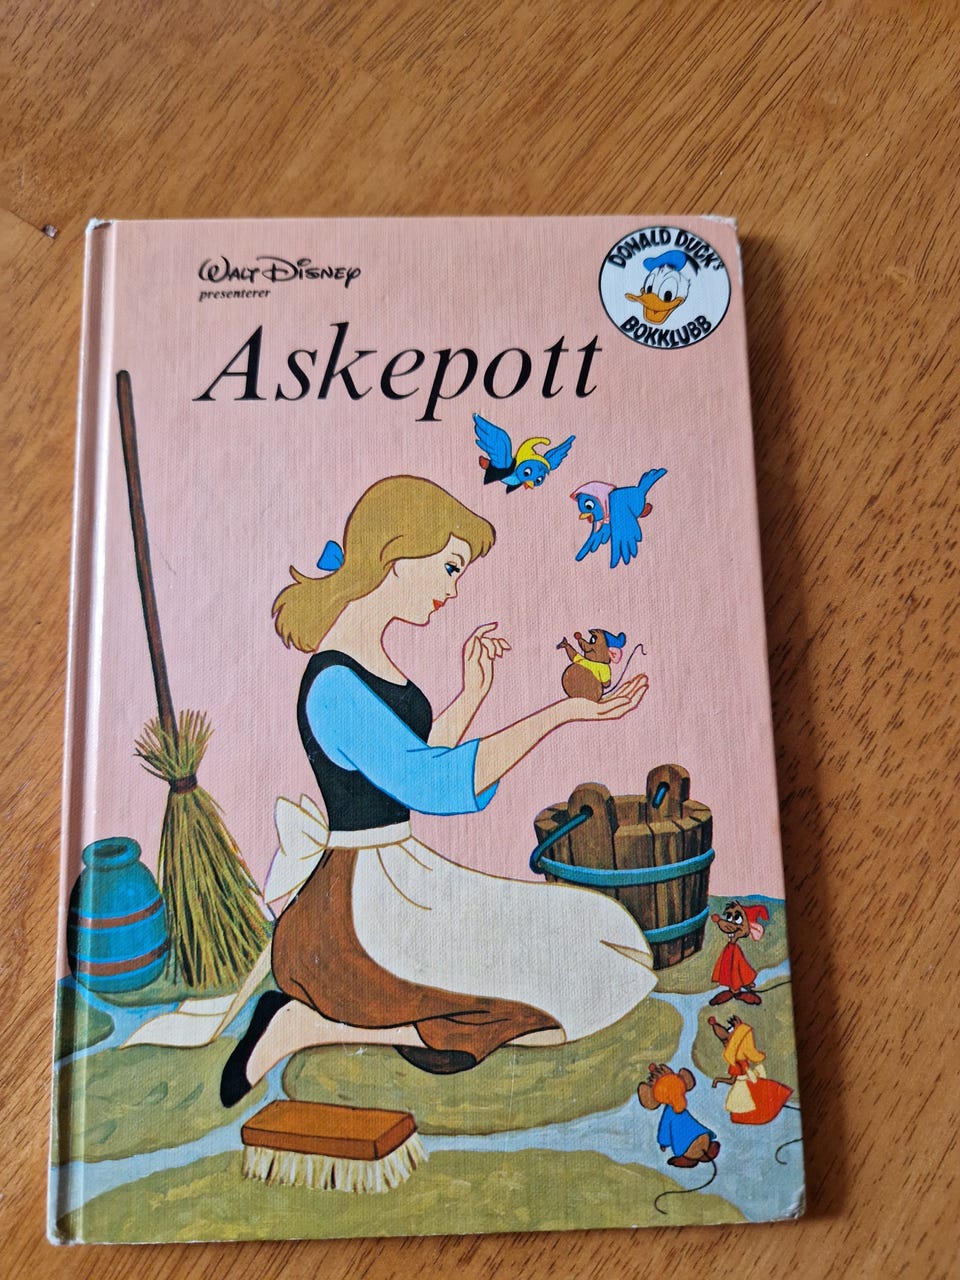 WALT DISNEY
presenterer
DONALD DUCK's
BOKKLUBB
Askepott